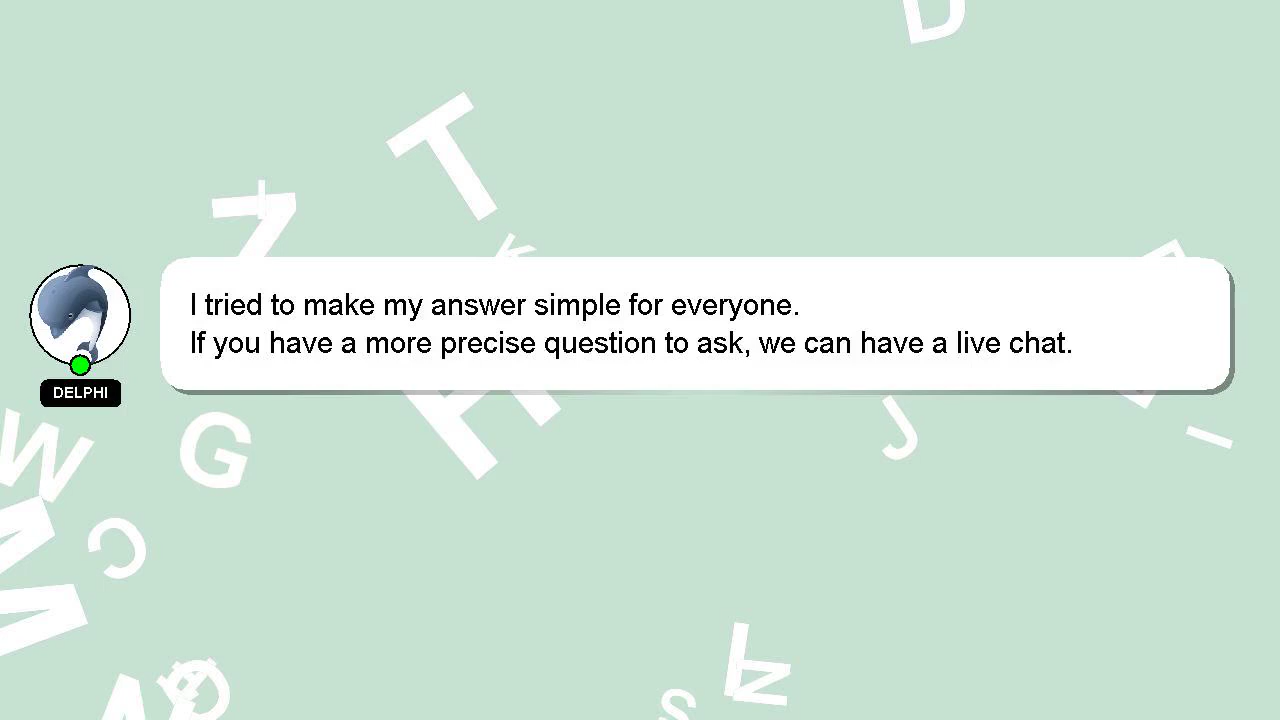 D
T
Z
I
K
E
I tried to make my answer simple for everyone.
If you have a more precise question to ask, we can have a live chat.
DELPHI
H
J
I
W
G
C
M
S